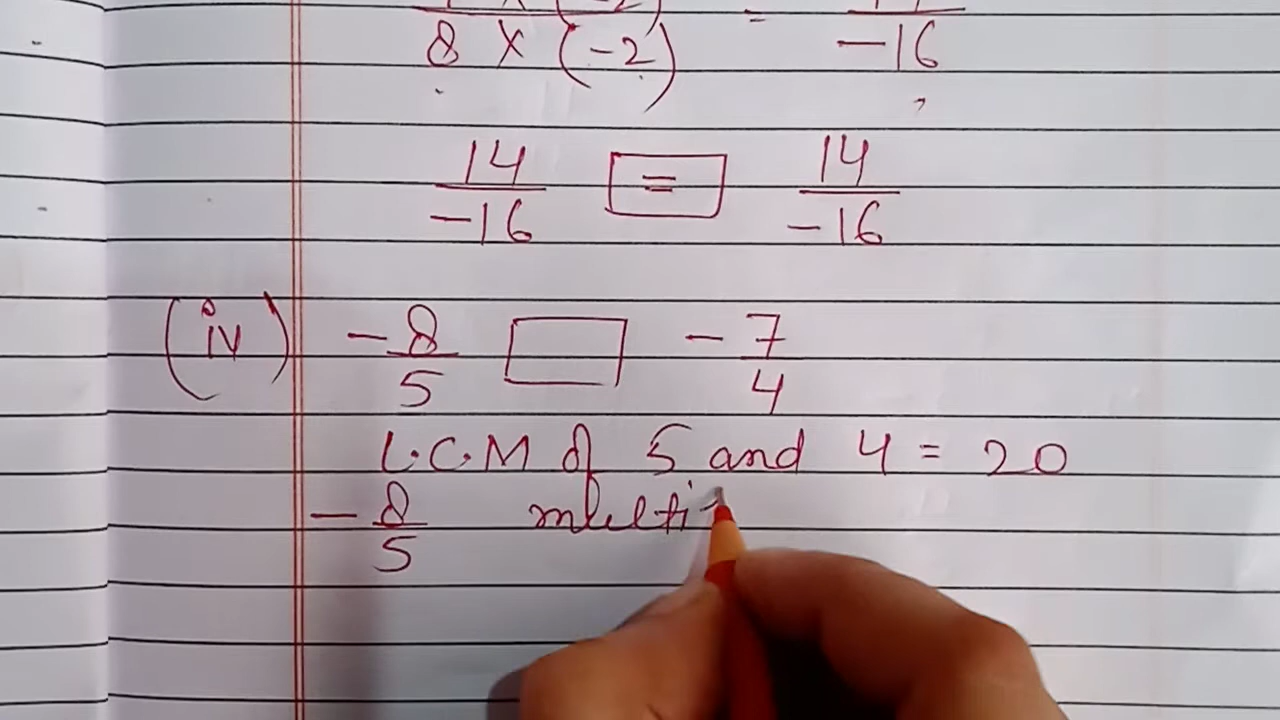 8 × (-2) = -16
14/-16 = 14/-16
(iv) -8/5 -7/4
L.C.M of 5 and 4 = 20
-8/5 multi